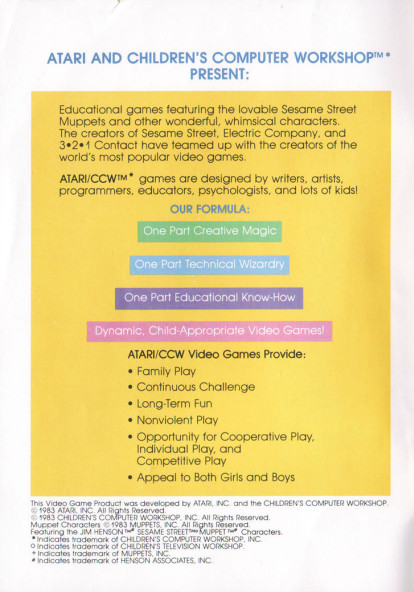 ATARI AND CHILDREN'S COMPUTER WORKSHOP™*
PRESENT:
Educational games featuring the lovable Sesame Street
Muppets and other wonderful, whimsical characters.
The creators of Sesame Street, Electric Company, and
3•2•1 Contact have teamed up with the creators of the
world's most popular video games.
ATARI/CCW™* games are designed by writers, artists,
programmers, educators, psychologists, and lots of kids!
OUR FORMULA:
One Part Creative Magic
One Part Technical Wizardry
One Part Educational Know-How
Dynamic, Child-Appropriate Video Games!
ATARI/CCW Video Games Provide:
• Family Play
• Continuous Challenge
• Long-Term Fun
• Nonviolent Play
• Opportunity for Cooperative Play,
Individual Play, and
Competitive Play
• Appeal to Both Girls and Boys
This Video Game Product was developed by ATARI, INC. and the CHILDREN'S COMPUTER WORKSHOP.
© 1983 ATARI, INC. All Rights Reserved.
© 1983 CHILDREN'S COMPUTER WORKSHOP, INC. All Rights Reserved.
Muppet Characters © 1983 MUPPETS, INC. All Rights Reserved.
Featuring the JIM HENSON™ SESAME STREET MUPPET™ Characters.
* Indicates trademark of CHILDREN'S COMPUTER WORKSHOP, INC.
o Indicates trademark of CHILDREN'S TELEVISION WORKSHOP.
+ Indicates trademark of MUPPETS, INC.
# Indicates trademark of HENSON ASSOCIATES, INC.